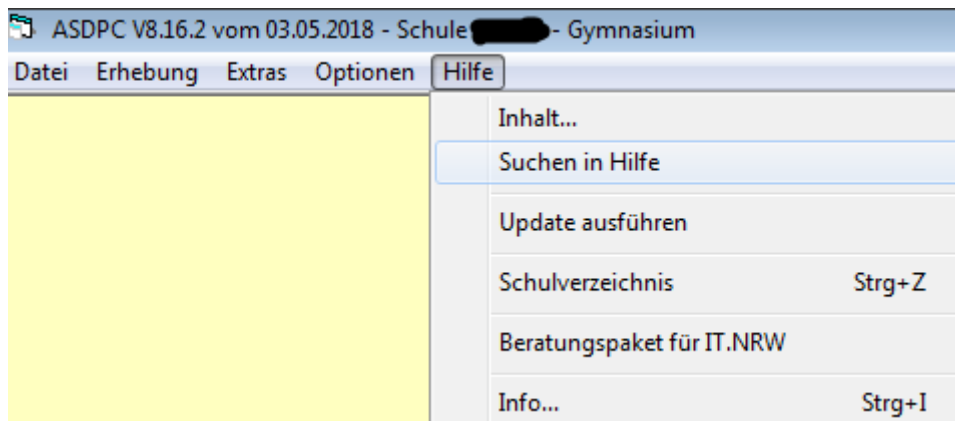 ASDPC V8.16.2 vom 03.05.2018 - Schule - Gymnasium
Datei Erhebung Extras Optionen Hilfe
Inhalt...
Suchen in Hilfe
Update ausführen
Schulverzeichnis Strg+Z
Beratungspaket für IT.NRW
Info... Strg+I